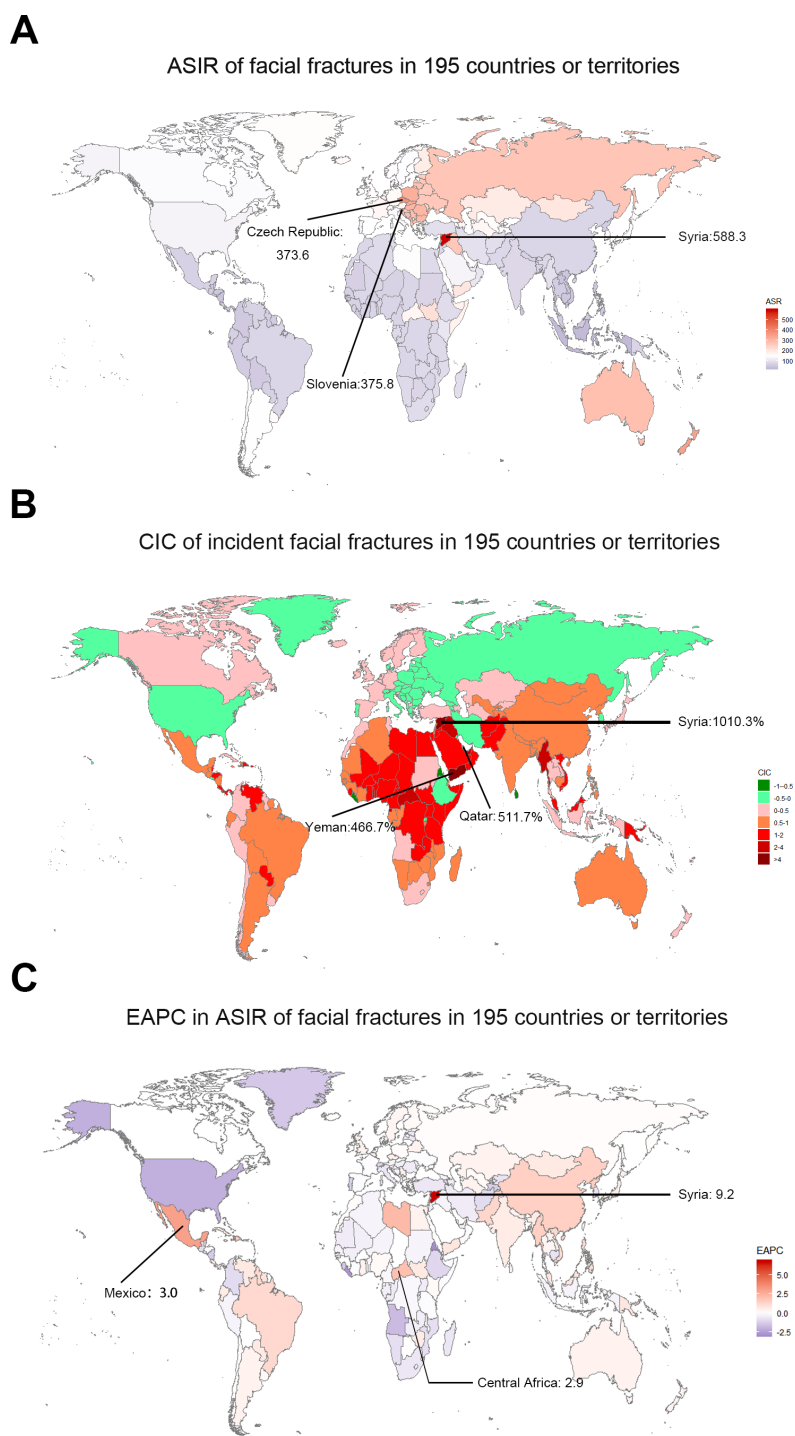 A
ASIR of facial fractures in 195 countries or territories
Czech Republic:
373.6
Syria:588.3
Slovenia:375.8
ASR
500
400
300
200
100
B
CIC of incident facial fractures in 195 countries or territories
Syria:1010.3%
Yeman:466.7%
Qatar:511.7%
CIC
-1--0.5
-0.5-0
0-0.5
0.5-1
1-2
2-4
>4
C
EAPC in ASIR of facial fractures in 195 countries or territories
Syria: 9.2
Mexico: 3.0
Central Africa: 2.9
EAPC
5.0
2.5
0.0
-2.5